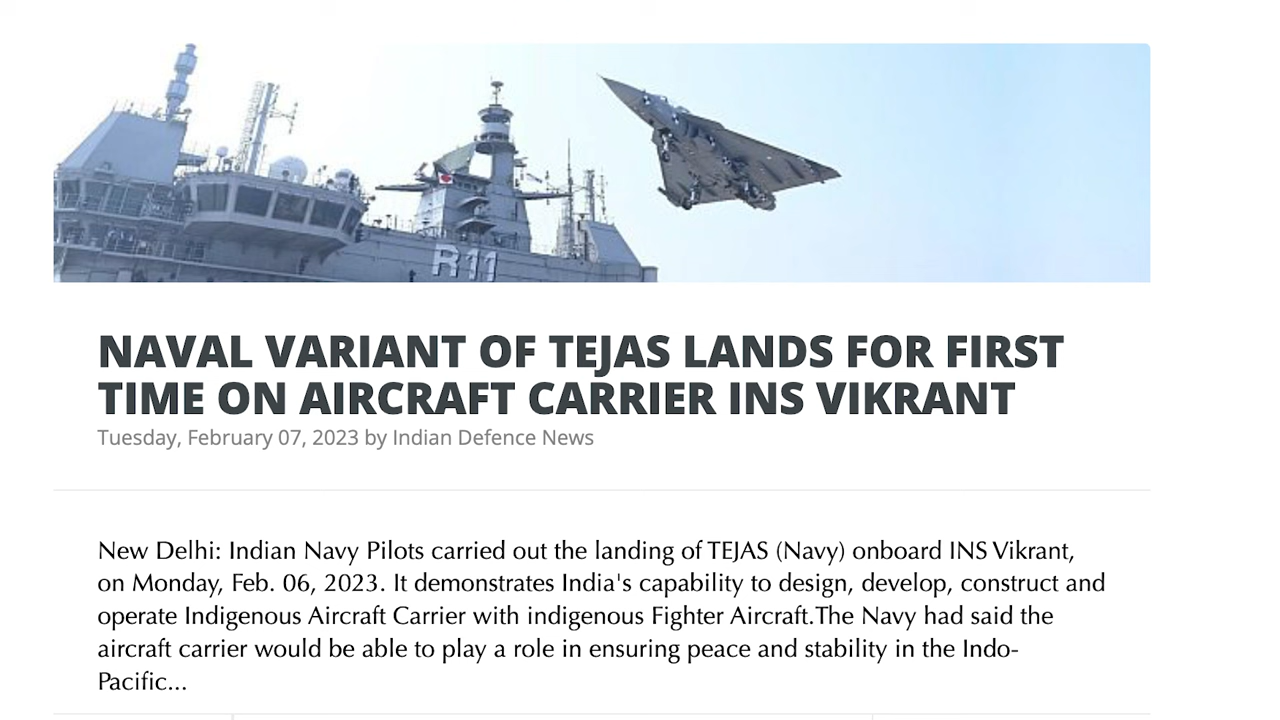 R11
NAVAL VARIANT OF TEJAS LANDS FOR FIRST
TIME ON AIRCRAFT CARRIER INS VIKRANT
Tuesday, February 07, 2023 by Indian Defence News
New Delhi: Indian Navy Pilots carried out the landing of TEJAS (Navy) onboard INS Vikrant,
on Monday, Feb. 06, 2023. It demonstrates India's capability to design, develop, construct and
operate Indigenous Aircraft Carrier with indigenous Fighter Aircraft.The Navy had said the
aircraft carrier would be able to play a role in ensuring peace and stability in the Indo-
Pacific...